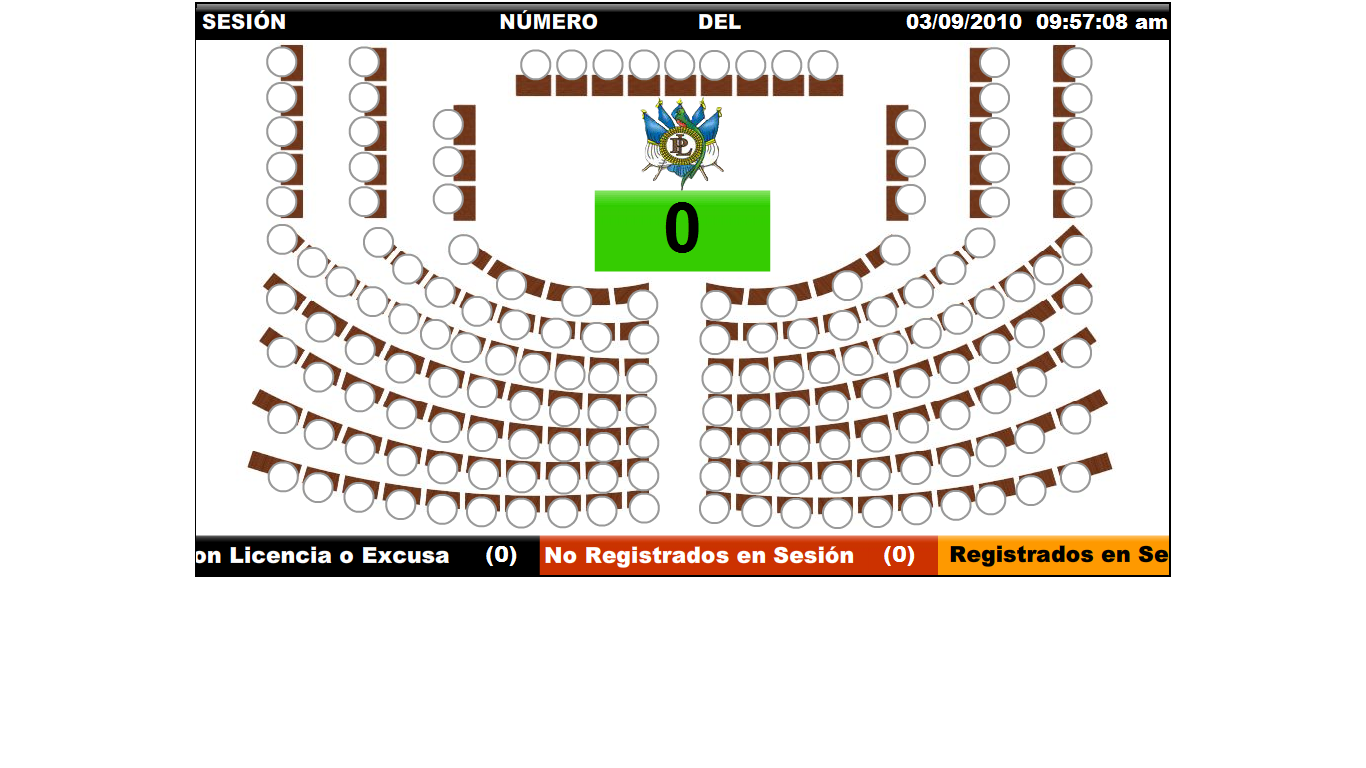 SESIÓN NÚMERO DEL 03/09/2010 09:57:08 am
PL
0
on Licencia o Excusa (0) No Registrados en Sesión (0) Registrados en Se